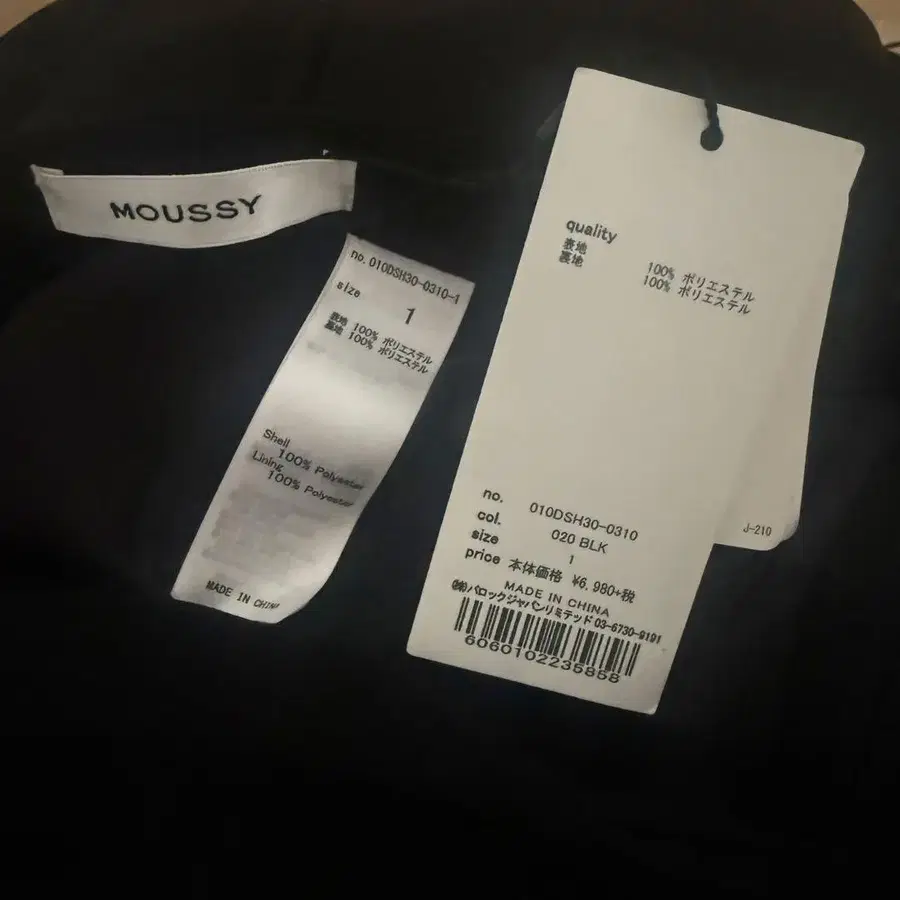 MOUSSY
no. 010DSH30-0310-1
size
1
表地 100% ポリエステル
裏地 100% ポリエステル
Shell
100% Polyester
Lining
100% Polyester
MADE IN CHINA
quality
表地 100% ポリエステル
裏地 100% ポリエステル
no. 010DSH30-0310
col. 020 BLK
size 1
price 本体価格 ¥6,980+税
MADE IN CHINA
㈱バロックジャパンリミテッド 03-6730-9191
6060102235858
J-210